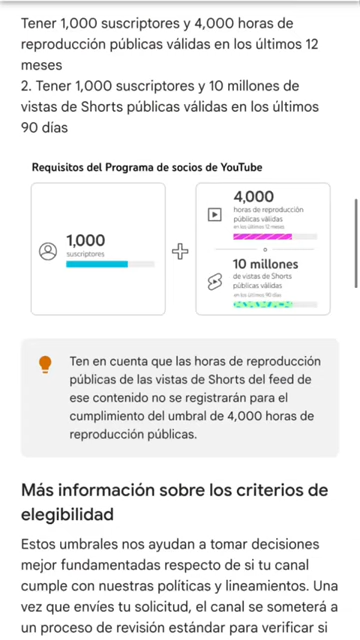 Tener 1,000 suscriptores y 4,000 horas de
reproducción públicas válidas en los últimos 12
meses
2. Tener 1,000 suscriptores y 10 millones de
vistas de Shorts públicas válidas en los últimos
90 días
Requisitos del Programa de socios de YouTube
1,000
suscriptores
4,000
horas de reproducción
públicas válidas
en los últimos 12 meses
o
10 millones
de vistas de Shorts
públicas válidas
en los últimos 90 días
Ten en cuenta que las horas de reproducción
públicas de las vistas de Shorts del feed de
ese contenido no se registrarán para el
cumplimiento del umbral de 4,000 horas de
reproducción públicas.
Más información sobre los criterios de
elegibilidad
Estos umbrales nos ayudan a tomar decisiones
mejor fundamentadas respecto de si tu canal
cumple con nuestras políticas y lineamientos. Una
vez que envíes tu solicitud, el canal se someterá a
un proceso de revisión estándar para verificar si